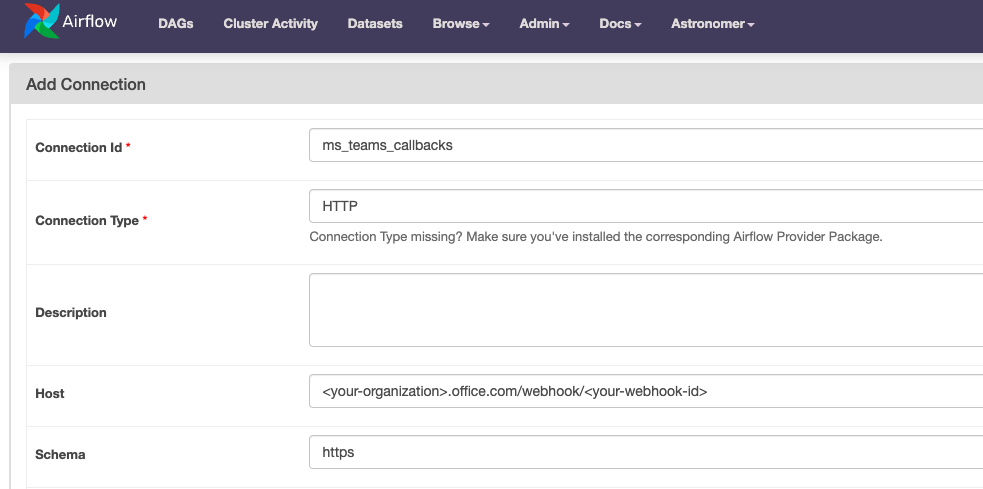 Airflow DAGs Cluster Activity Datasets Browse Admin Docs Astronomer
Add Connection
Connection Id * ms_teams_callbacks
Connection Type * HTTP
Connection Type missing? Make sure you've installed the corresponding Airflow Provider Package.
Description
Host <your-organization>.office.com/webhook/<your-webhook-id>
Schema https